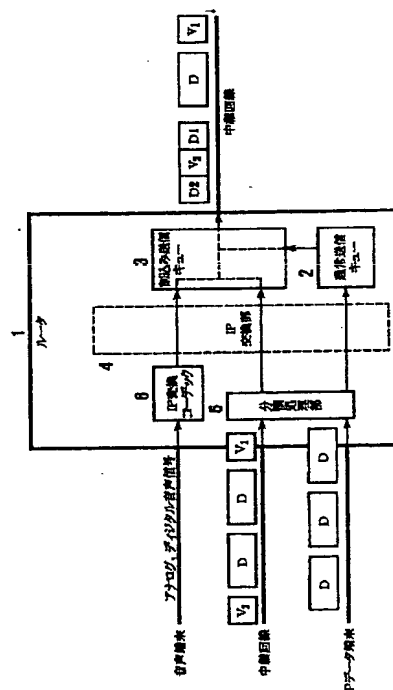 1
ルータ
4
6
IP変換
コーデック
IP
交換部
3
割込み送信
キュー
2
通常送信
キュー
5
分類処理部
アナログ、ディジタル音声信号
音声端末
V₂
D
D
V₁
中継回線
D
D
D
IPデータ端末
D2
V₂
D1
D
V₁
中継回線